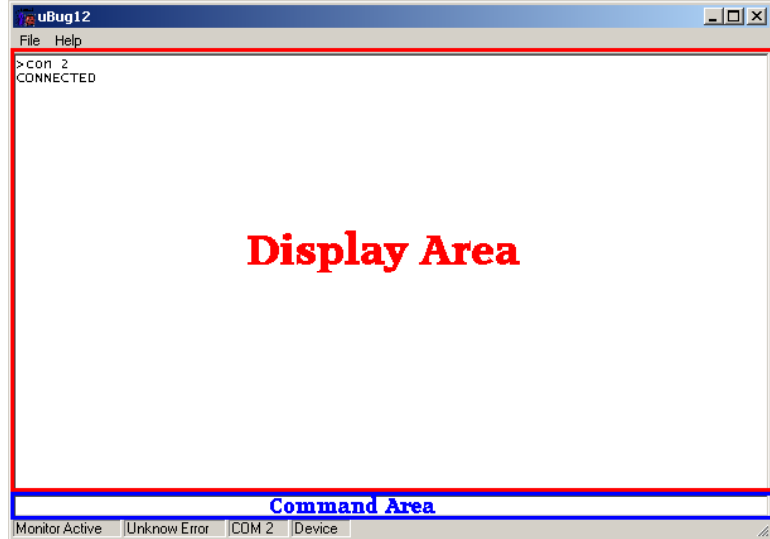 uBug12
File Help
>con 2
CONNECTED
Display Area
Command Area
Monitor Active Unknow Error COM 2 Device